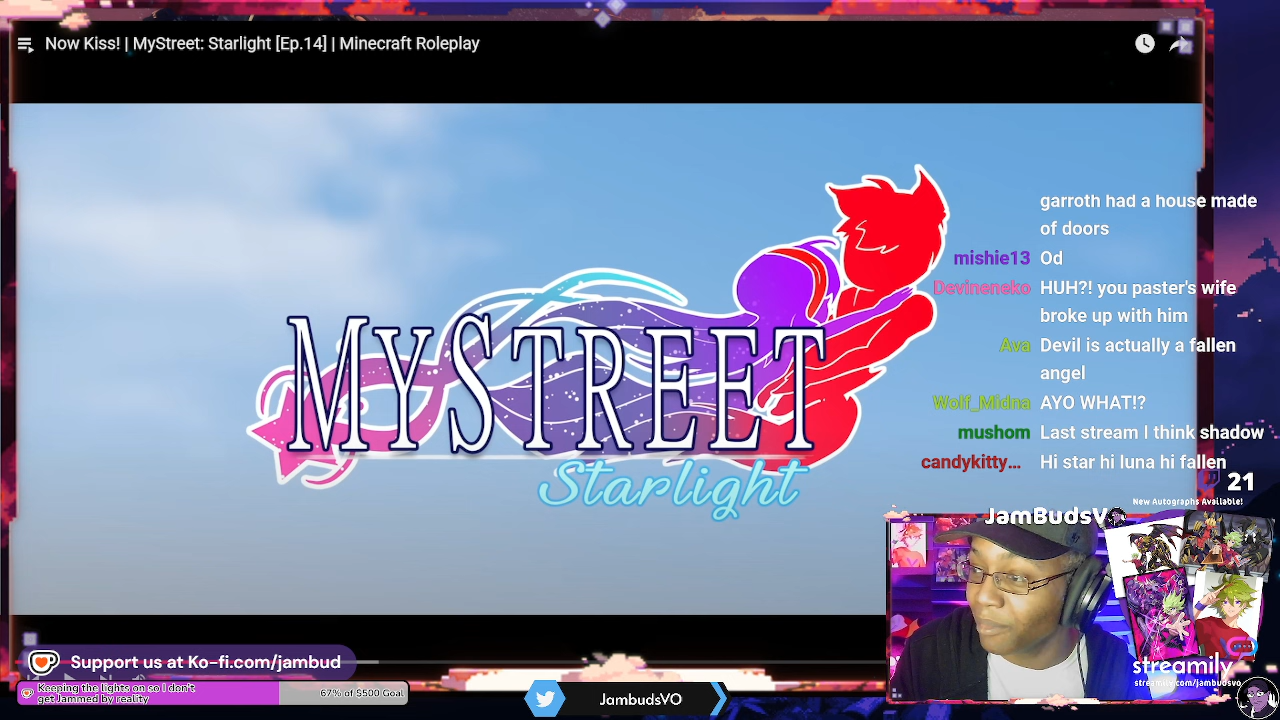 Now Kiss! | MyStreet: Starlight [Ep.14] | Minecraft Roleplay
MYSTREET
Starlight
garroth had a house made
of doors
mishie13 Od
Devineneko HUH?! you paster's wife
broke up with him
Ava Devil is actually a fallen
angel
Wolf_Midna AYO WHAT!?
mushom Last stream I think shadow
candykitty... Hi star hi luna hi fallen
21
New Autographs Available!
JamBudsV
streamily
streamily.com/jambudsvo
Support us at Ko-fi.com/jambud
Keeping the lights on so I don't
get Jammed by reality
67% of $500 Goal
JambudsVO